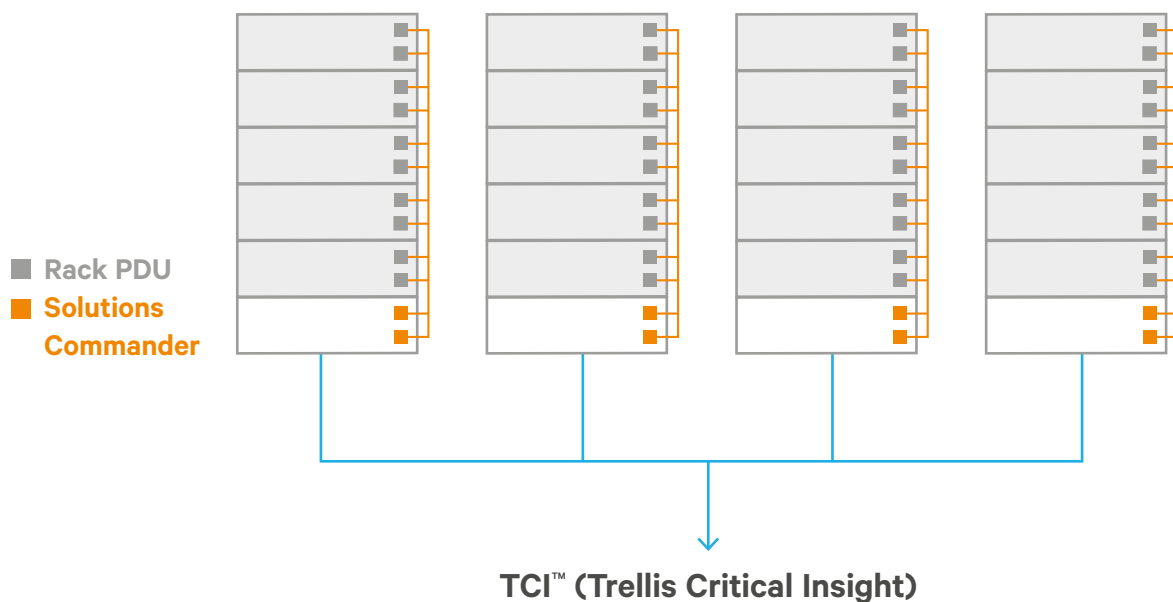 Rack PDU
Solutions
Commander
TCI™ (Trellis Critical Insight)